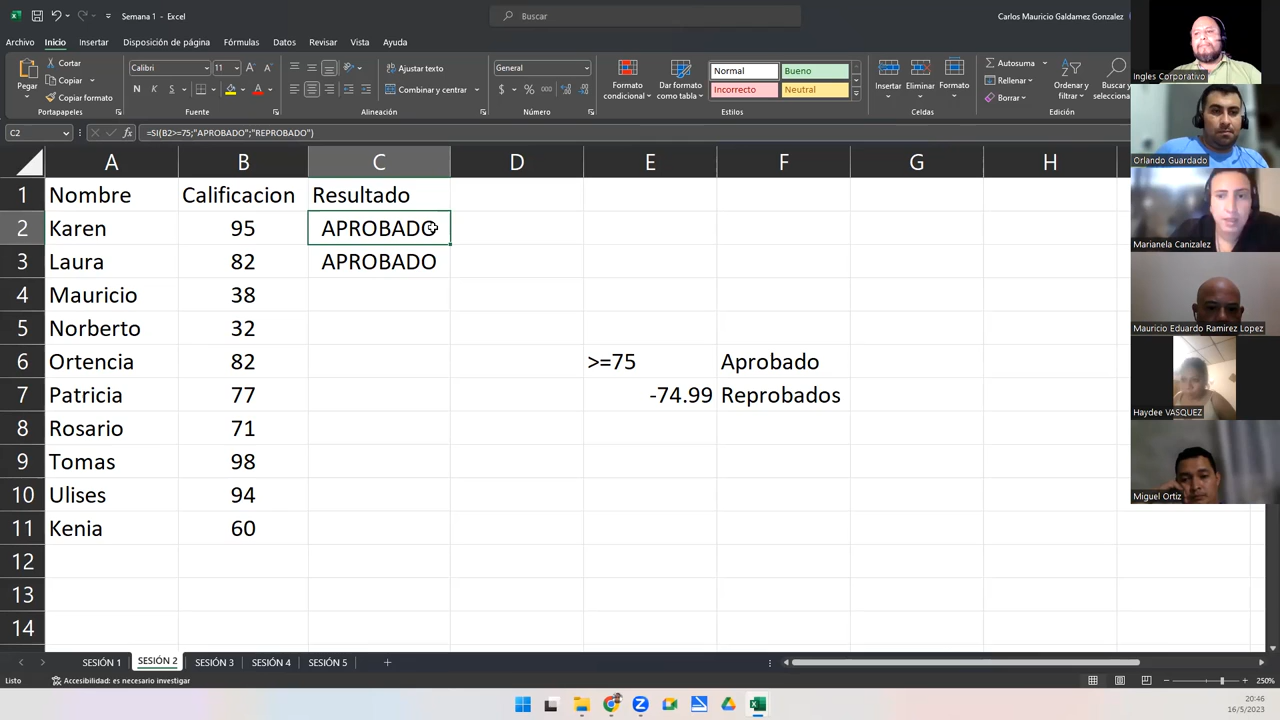 Semana 1 - Excel
Buscar
Carlos Mauricio Galdamez Gonzalez
Archivo Inicio Insertar Disposición de página Fórmulas Datos Revisar Vista Ayuda
Pegar
Cortar
Copiar
Copiar formato
Portapapeles
Calibri 11
N K S
Fuente
Ajustar texto
Combinar y centrar
Alineación
General
$ % 000
Número
Formato condicional
Dar formato como tabla
Normal Bueno
Incorrecto Neutral
Estilos
Insertar Eliminar Formato
Celdas
Autosuma
Rellenar
Borrar
Ordenar y filtrar
Buscar y selecciona
Edición
C2 fx =SI(B2>=75;"APROBADO";"REPROBADO")
A B C D E F G H
1 Nombre Calificacion Resultado
2 Karen 95 APROBADO
3 Laura 82 APROBADO
4 Mauricio 38
5 Norberto 32
6 Ortencia 82 >=75 Aprobado
7 Patricia 77 -74.99 Reprobados
8 Rosario 71
9 Tomas 98
10 Ulises 94
11 Kenia 60
12
13
14
SESIÓN 1 SESIÓN 2 SESIÓN 3 SESIÓN 4 SESIÓN 5
Listo Accesibilidad: es necesario investigar
250%
20:46
16/5/2023
Ingles Corporativo
Orlando Guardado
Marianela Canizalez
Mauricio Eduardo Ramirez Lopez
Haydee VASQUEZ
Miguel Ortiz